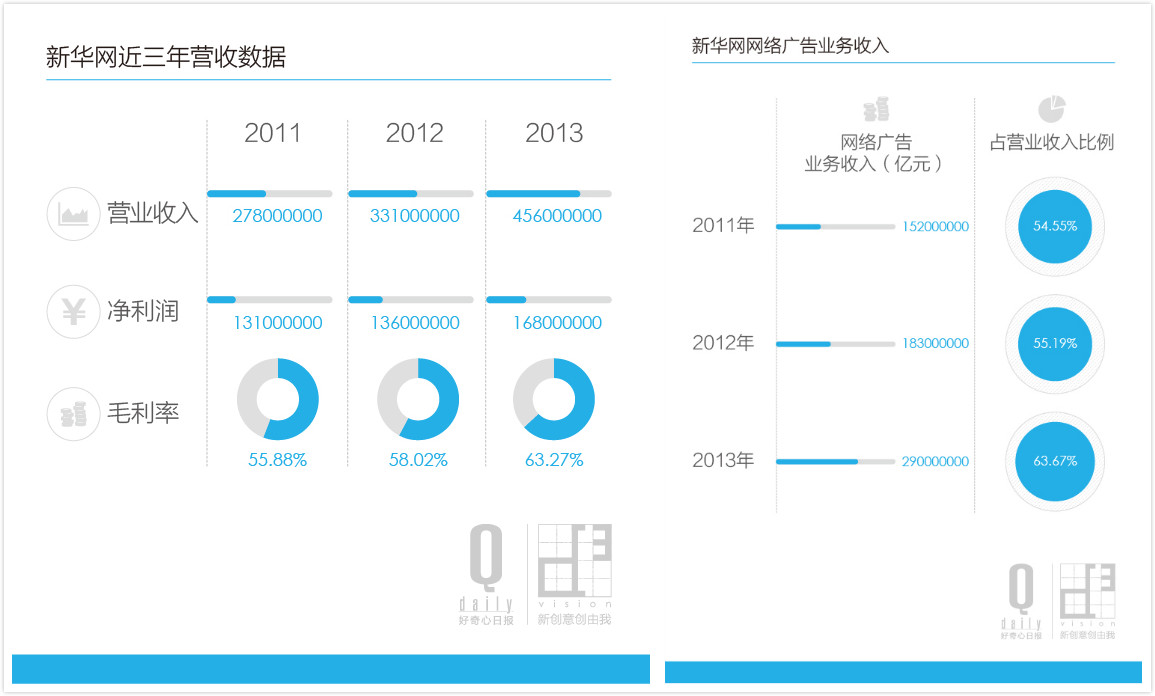 新华网近三年营收数据
2011 2012 2013
营业收入 278000000 331000000 456000000
净利润 131000000 136000000 168000000
毛利率
55.88% 58.02% 63.27%
Q
daily
好奇心日报
vision
新创意创由我
新华网网络广告业务收入
网络广告
业务收入（亿元）
占营业收入比例
2011年 152000000 54.55%
2012年 183000000 55.19%
2013年 290000000 63.67%
Q
daily
好奇心日报
vision
新创意创由我